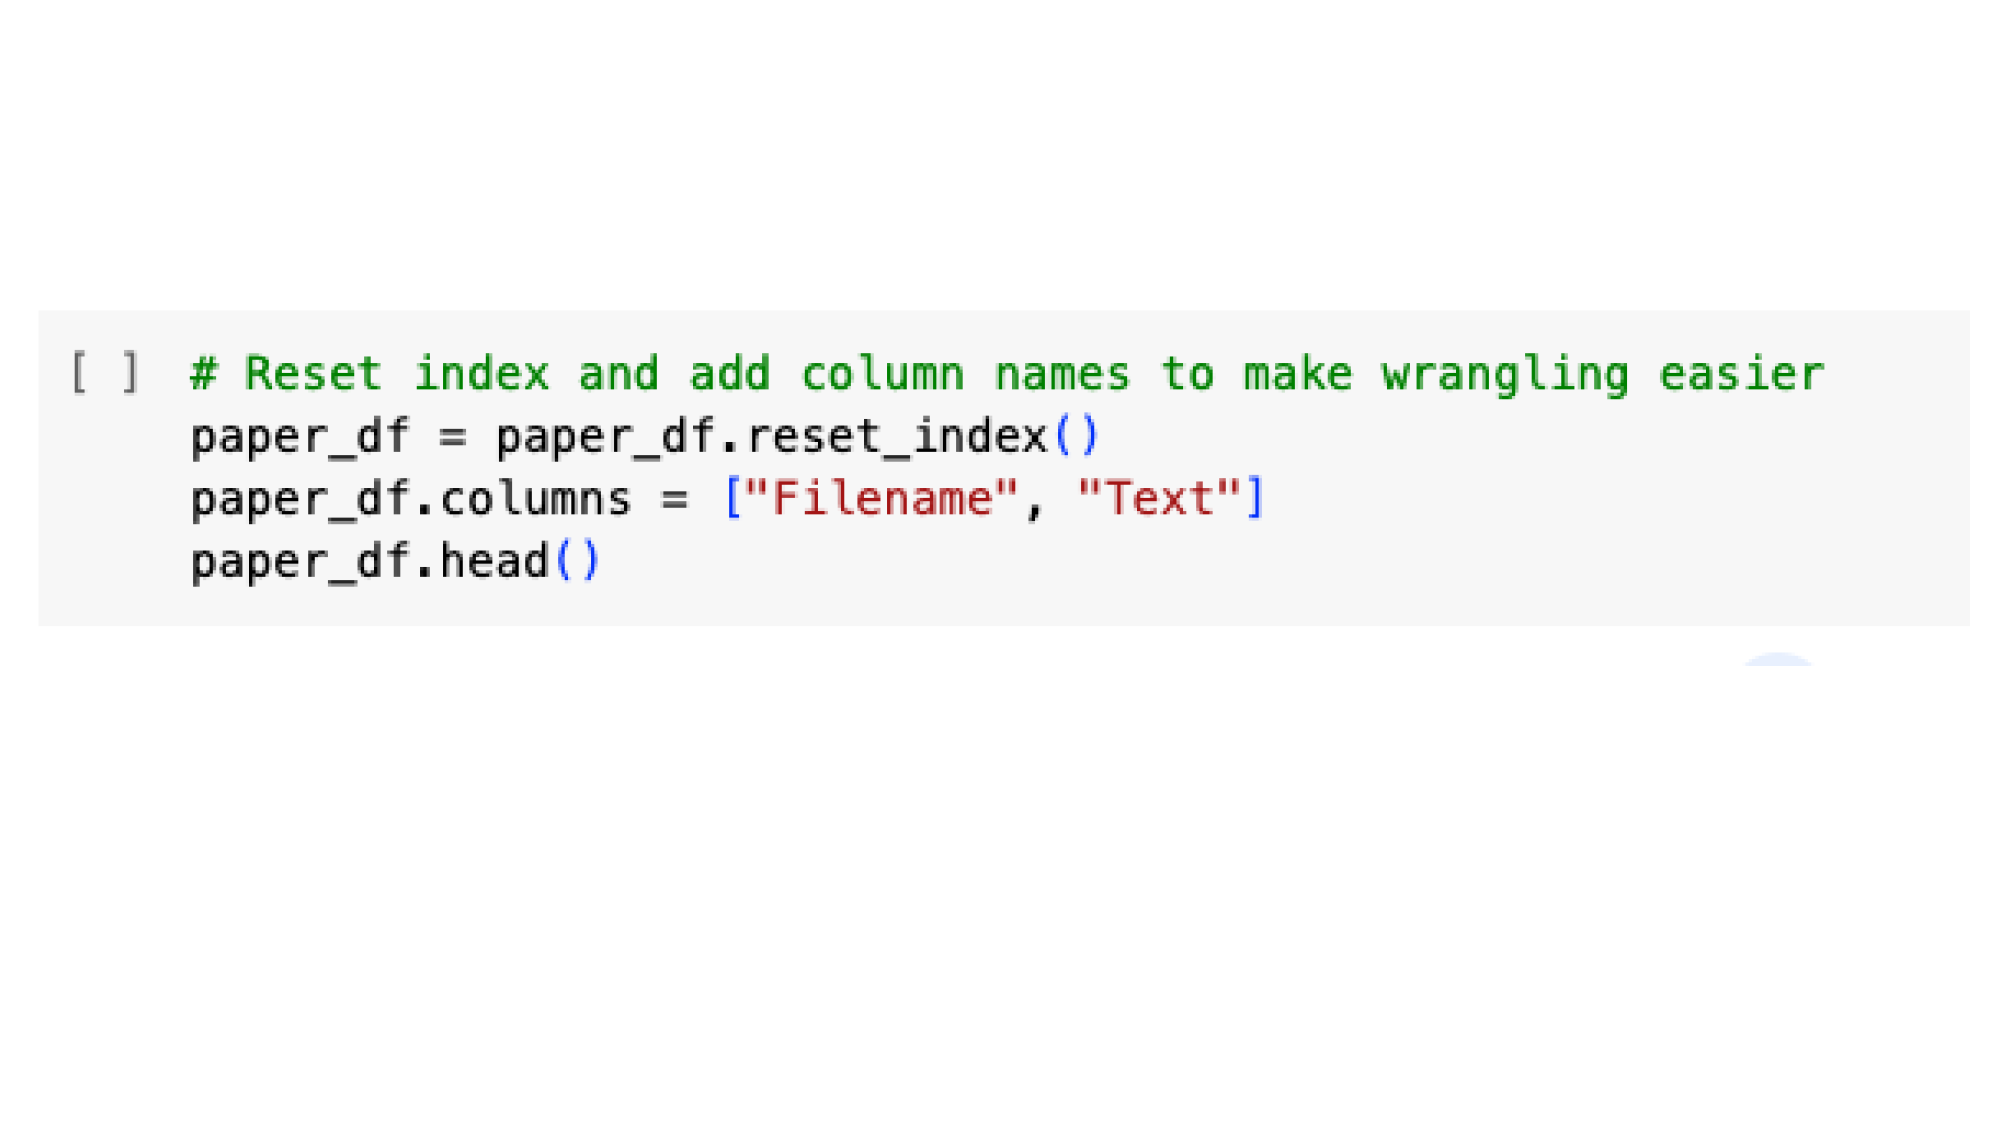 [ ] # Reset index and add column names to make wrangling easier
paper_df = paper_df.reset_index()
paper_df.columns = ["Filename", "Text"]
paper_df.head()